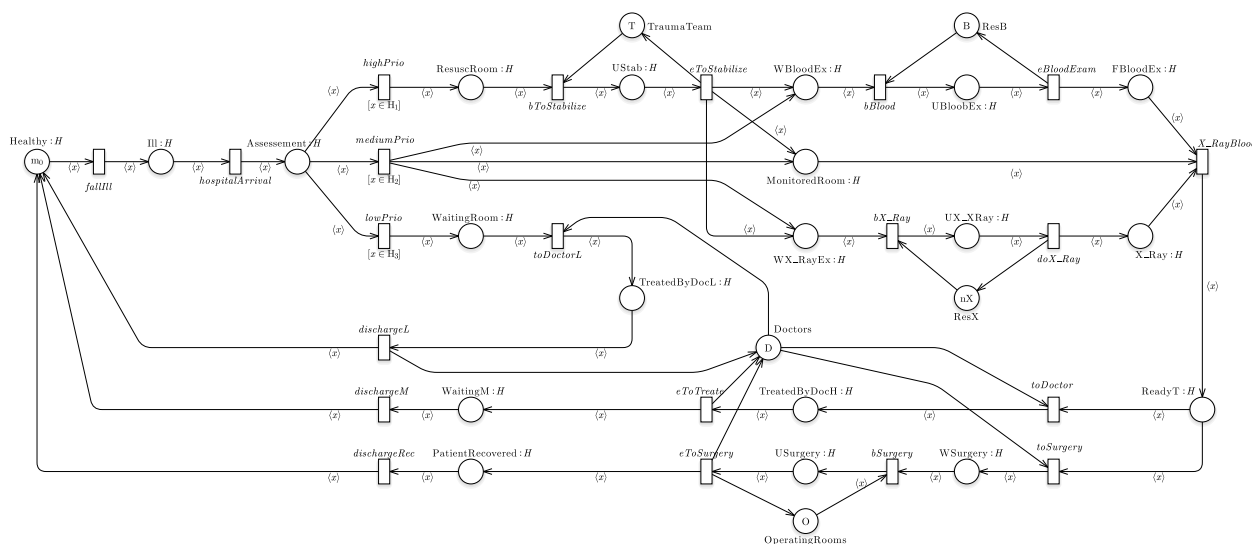 T TraumaTeam
B ResB
highPrio
ResuscRoom : H
UStab : H
eToStabilize
WBloodEx : H
eBloodExam
FBloodEx : H
⟨x⟩
⟨x⟩ ⟨x⟩ ⟨x⟩ ⟨x⟩ ⟨x⟩ ⟨x⟩ ⟨x⟩ ⟨x⟩ ⟨x⟩
[x ∈ H₁]
bToStabilize
bBlood
UBloobEx : H
⟨x⟩
⟨x⟩
Healthy : H
Ill : H
Assessement : H
mediumPrio
X_RayBlood
⟨x⟩
m₀
⟨x⟩ ⟨x⟩ ⟨x⟩ ⟨x⟩ ⟨x⟩ ⟨x⟩
⟨x⟩
fallIll
hospitalArrival
[x ∈ H₂]
⟨x⟩
MonitoredRoom : H
⟨x⟩
lowPrio
WaitingRoom : H
bX_Ray
UX_XRay : H
⟨x⟩
⟨x⟩ ⟨x⟩ ⟨x⟩ ⟨x⟩ ⟨x⟩ ⟨x⟩ ⟨x⟩ ⟨x⟩
[x ∈ H₃]
toDoctorL
WX_RayEx : H
doX_Ray
X_Ray : H
TreatedByDocL : H
⟨x⟩
nX
ResX
dischargeL
Doctors
D
⟨x⟩ ⟨x⟩
dischargeM
WaitingM : H
eToTreate
TreatedByDocH : H
toDoctor
ReadyT : H
⟨x⟩ ⟨x⟩ ⟨x⟩ ⟨x⟩ ⟨x⟩
dischargeRec
PatientRecovered : H
eToSurgery
USurgery : H
bSurgery
WSurgery : H
toSurgery
⟨x⟩ ⟨x⟩ ⟨x⟩ ⟨x⟩ ⟨x⟩ ⟨x⟩ ⟨x⟩ ⟨x⟩
O
OperatingRooms